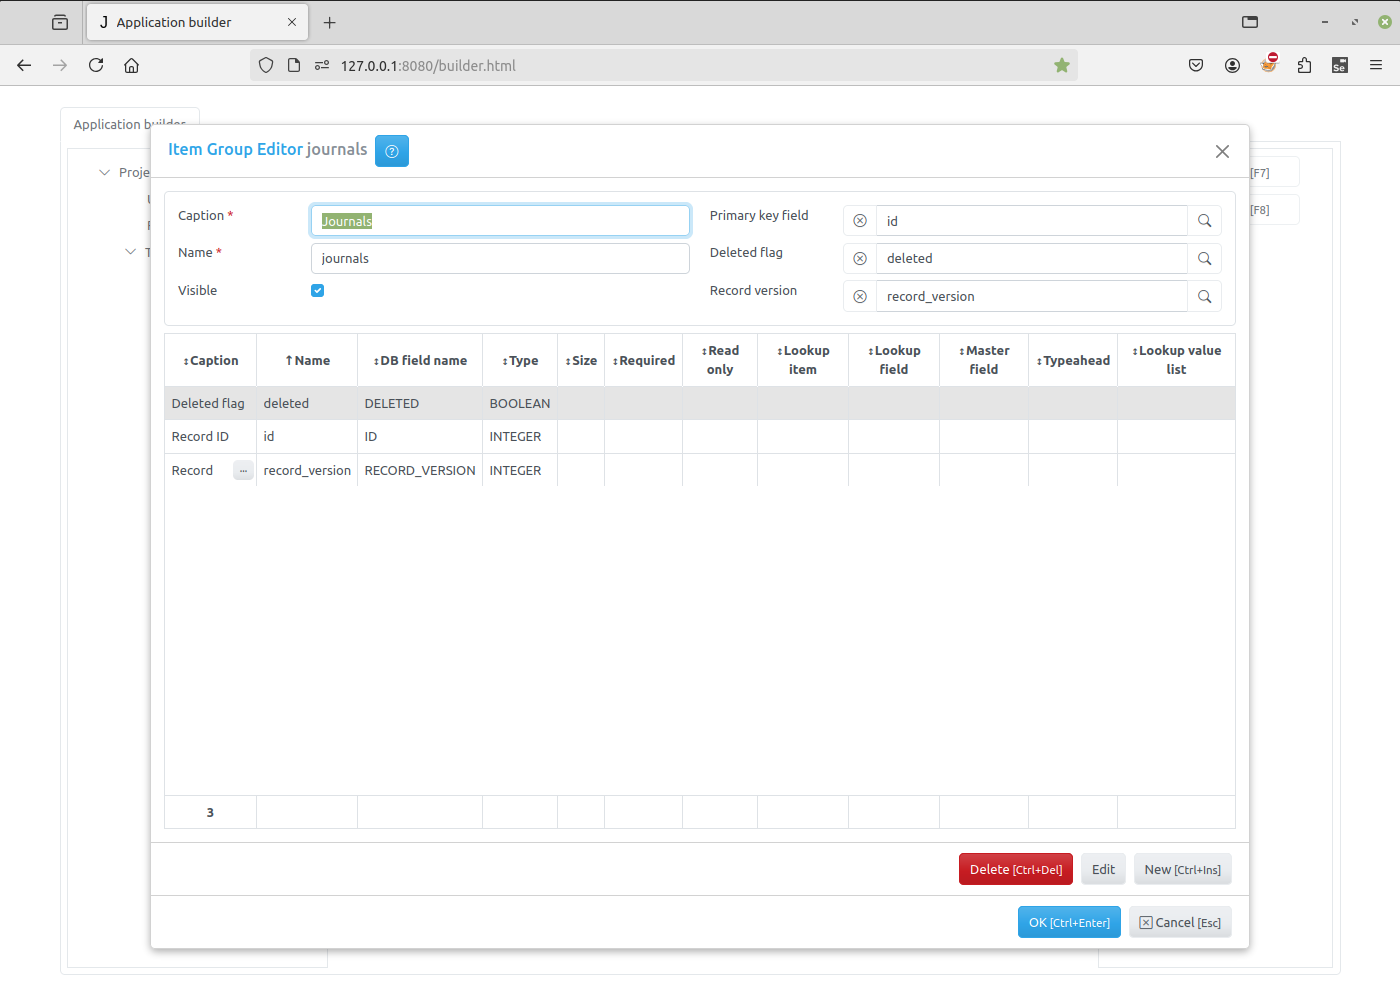 J Application builder
127.0.0.1:8080/builder.html
Application builder
Item Group Editor journals
Proje
[F7]
[F8]
Caption *
Journals
Primary key field
id
Name *
journals
Deleted flag
deleted
Visible
Record version
record_version
Caption Name DB field name Type Size Required Read only Lookup item Lookup field Master field Typeahead Lookup value list
Deleted flag deleted DELETED BOOLEAN
Record ID id ID INTEGER
Record ... record_version RECORD_VERSION INTEGER
3
Delete [Ctrl+Del] Edit New [Ctrl+Ins]
OK [Ctrl+Enter] Cancel [Esc]